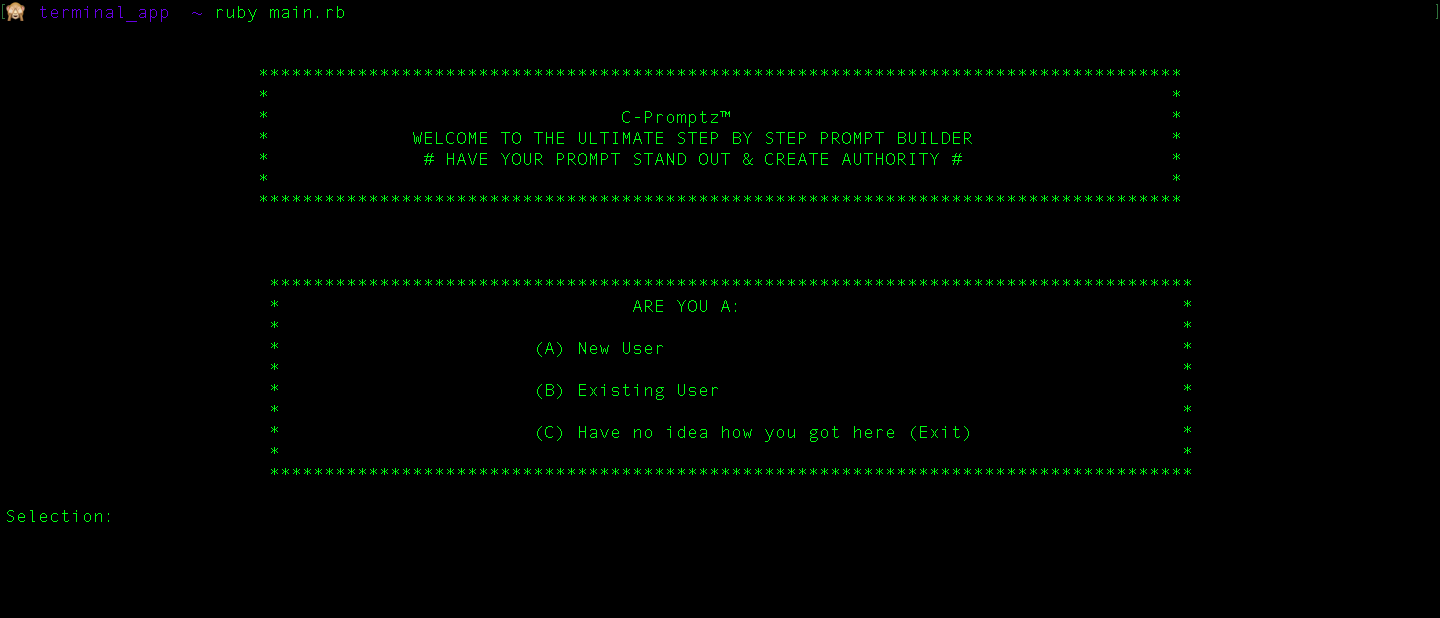 [🙈 terminal_app ~ ruby main.rb ]
************************************************************************************
* *
* C-Promptz™ *
* WELCOME TO THE ULTIMATE STEP BY STEP PROMPT BUILDER *
* # HAVE YOUR PROMPT STAND OUT & CREATE AUTHORITY # *
* *
************************************************************************************
************************************************************************************
* ARE YOU A: *
* *
* (A) New User *
* *
* (B) Existing User *
* *
* (C) Have no idea how you got here (Exit) *
* *
************************************************************************************
Selection: